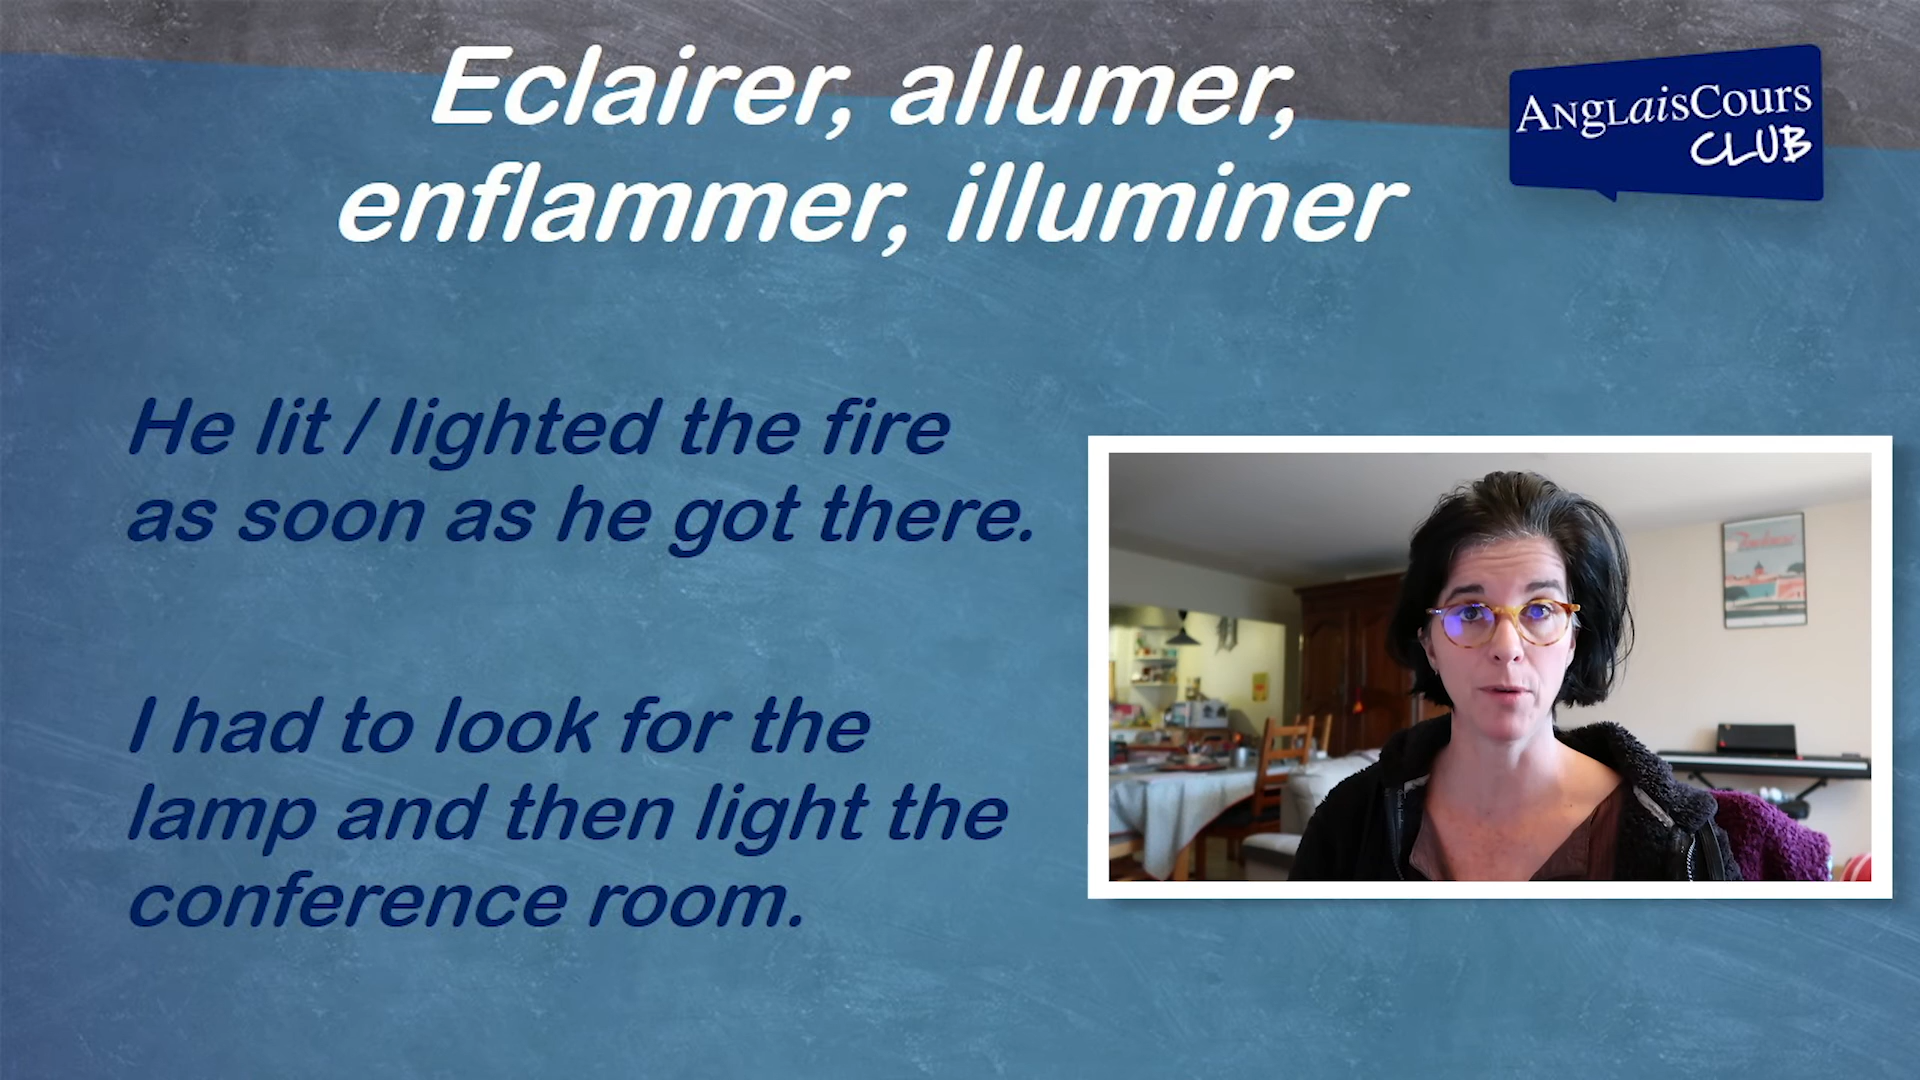 Eclairer, allumer,
enflammer, illuminer
ANGLaisCours
CLUB
He lit / lighted the fire
as soon as he got there.
I had to look for the
lamp and then light the
conference room.